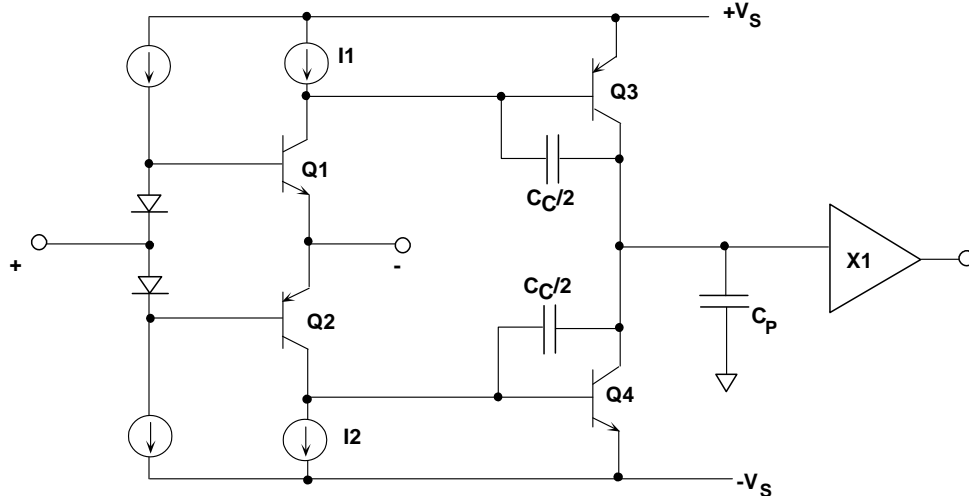 +VS
I1
Q3
Q1
CC/2
+
-
X1
CC/2
CP
Q2
Q4
I2
-VS